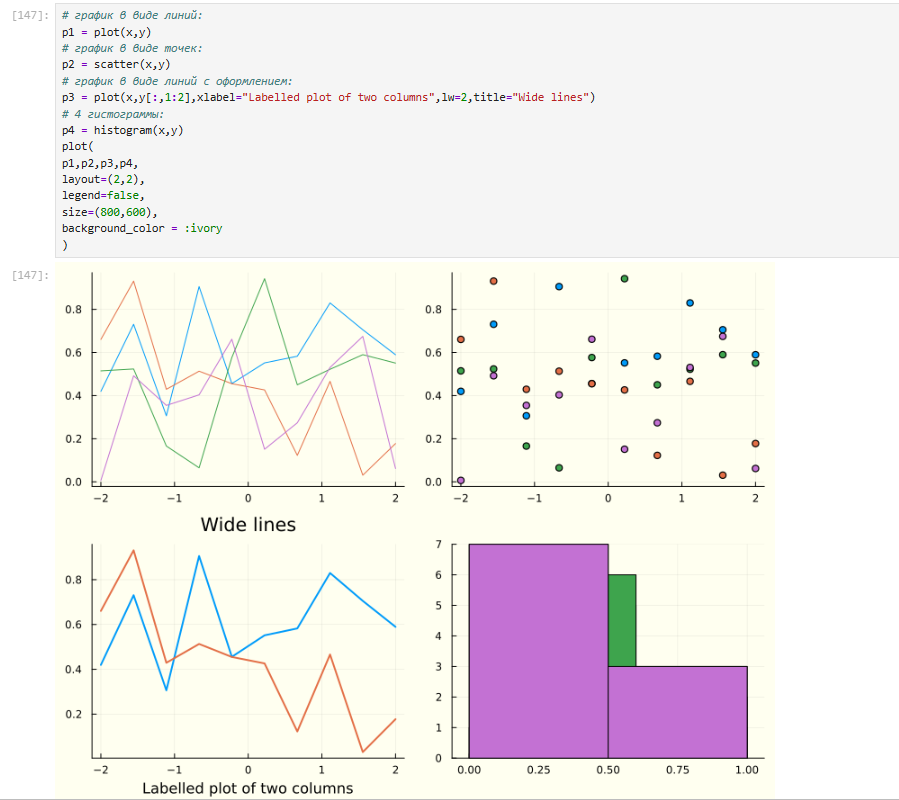 [147]:
# график в виде линий:
p1 = plot(x,y)
# график в виде точек:
p2 = scatter(x,y)
# график в виде линий с оформлением:
p3 = plot(x,y[:,1:2],xlabel="Labelled plot of two columns",lw=2,title="Wide lines")
# 4 гистограммы:
p4 = histogram(x,y)
plot(
p1,p2,p3,p4,
layout=(2,2),
legend=false,
size=(800,600),
background_color = :ivory
)
[147]:
0.8
0.6
0.4
0.2
0.0
−2 −1 0 1 2
0.8
0.6
0.4
0.2
0.0
−2 −1 0 1 2
Wide lines
0.8
0.6
0.4
0.2
−2 −1 0 1 2
Labelled plot of two columns
7
6
5
4
3
2
1
0
0.00 0.25 0.50 0.75 1.00